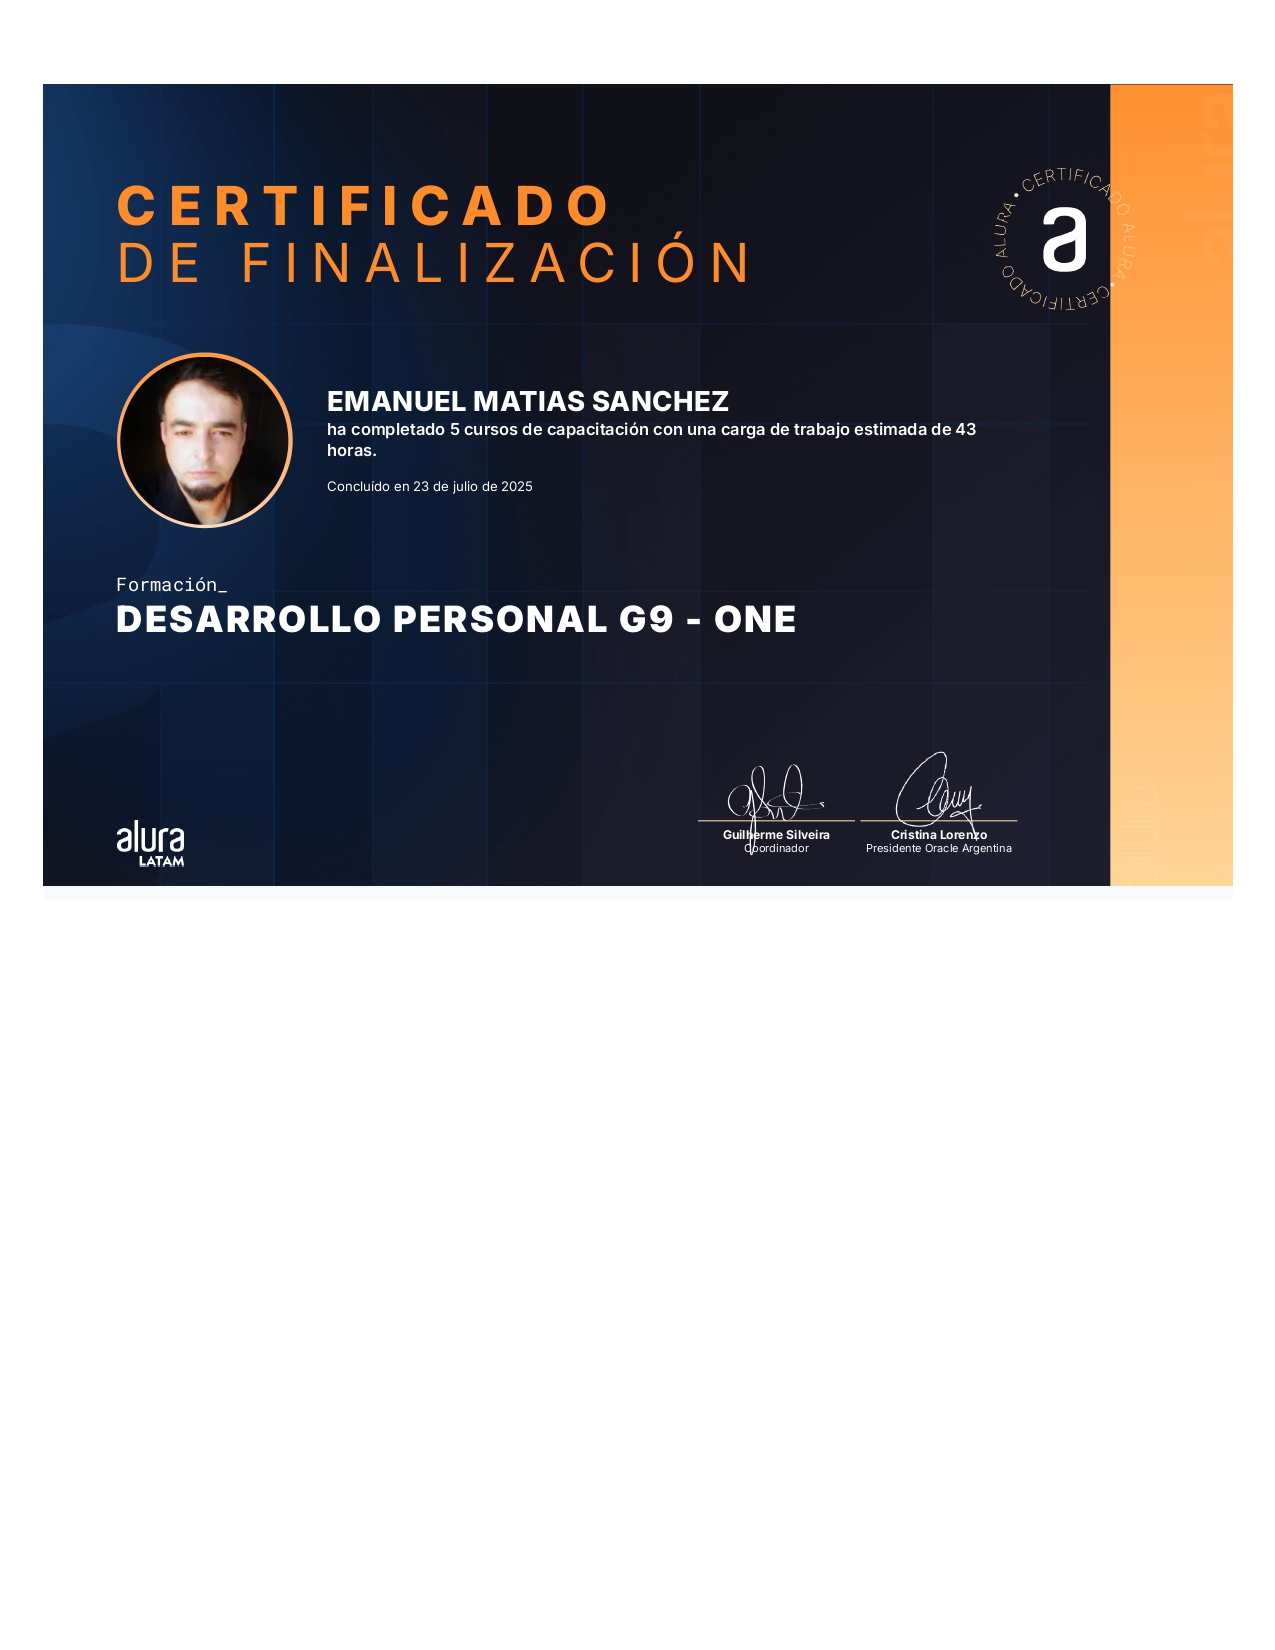 CERTIFICADO
DE FINALIZACIÓN
CERTIFICADO ALURA • CERTIFICADO ALURA •
a
EMANUEL MATIAS SANCHEZ
ha completado 5 cursos de capacitación con una carga de trabajo estimada de 43
horas.
Concluído en 23 de julio de 2025
Formación_
DESARROLLO PERSONAL G9 - ONE
Guilherme Silveira
Coordinador
Cristina Lorenzo
Presidente Oracle Argentina
alura
LATAM